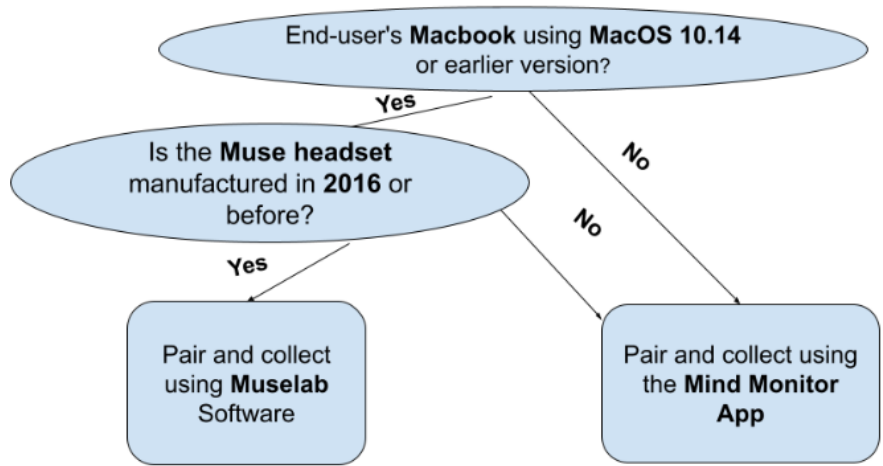 End-user's Macbook using MacOS 10.14
or earlier version?
Yes
No
Is the Muse headset
manufactured in 2016 or
before?
No
Yes
Pair and collect
using Muselab
Software
Pair and collect using
the Mind Monitor
App